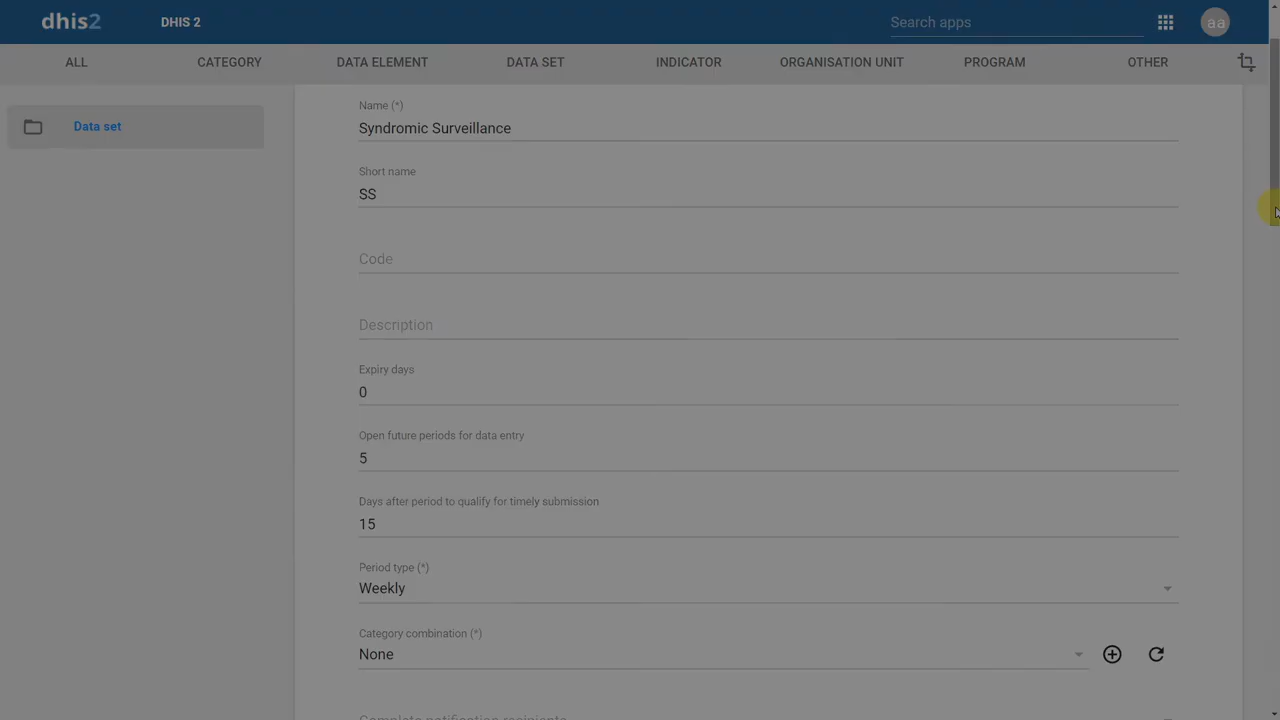 dhis2
DHIS 2
Search apps
aa
ALL
CATEGORY
DATA ELEMENT
DATA SET
INDICATOR
ORGANISATION UNIT
PROGRAM
OTHER
Data set
Name (*)
Syndromic Surveillance
Short name
SS
Code
Description
Expiry days
0
Open future periods for data entry
5
Days after period to qualify for timely submission
15
Period type (*)
Weekly
Category combination (*)
None
Complete notification recipients